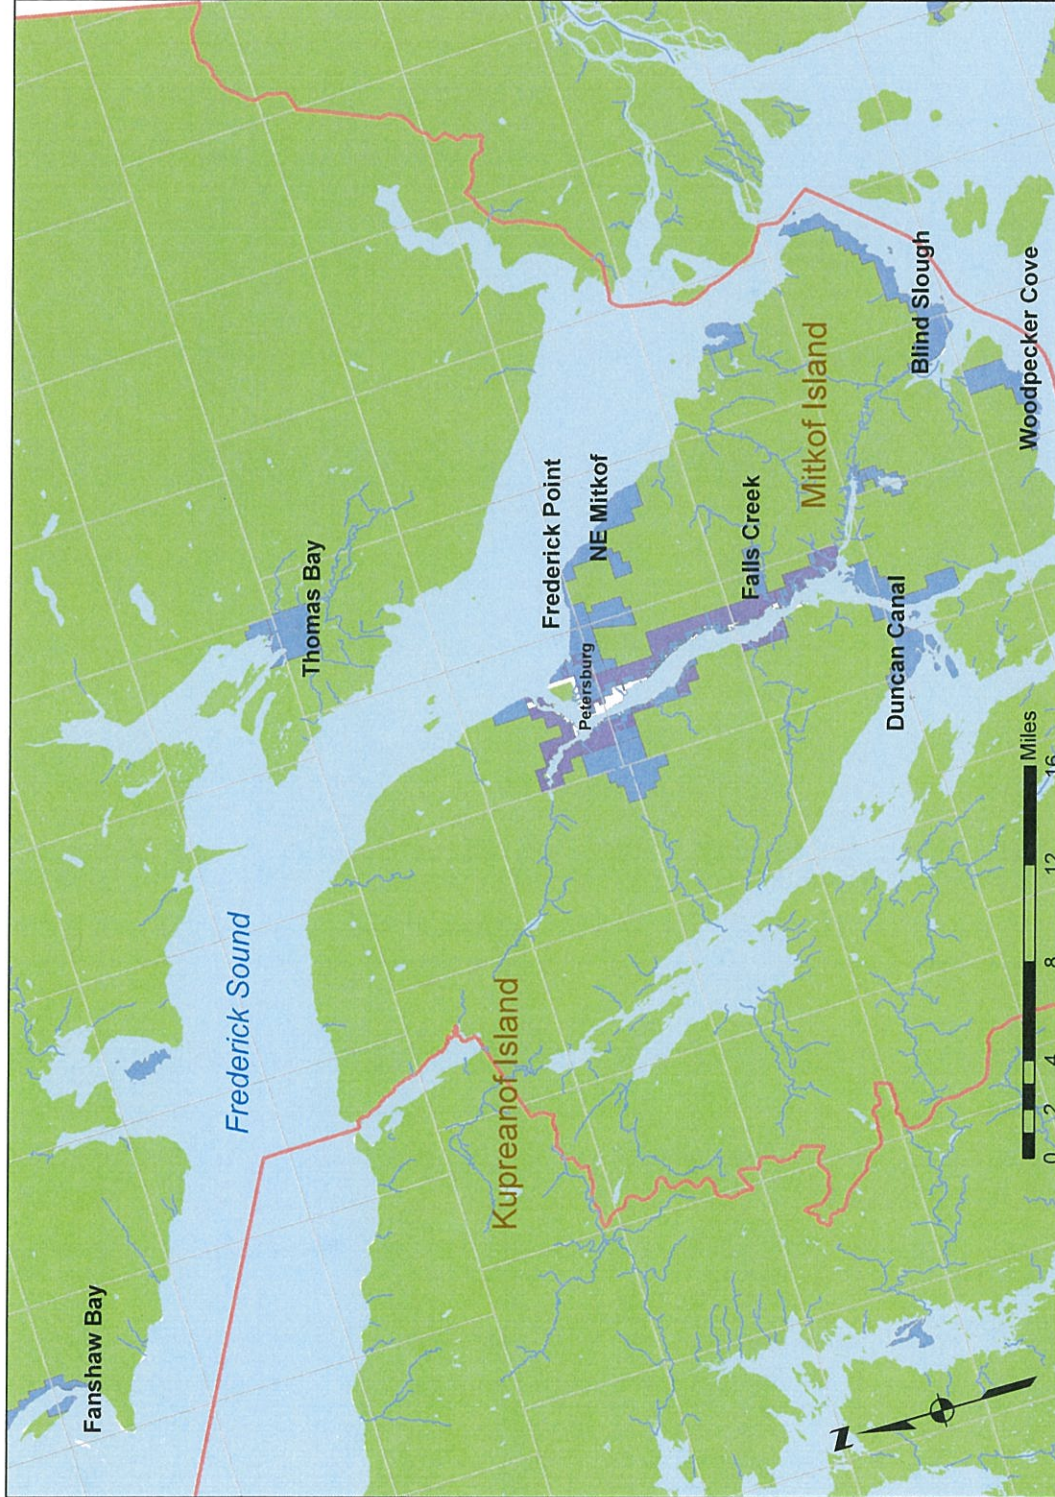 Fanshaw Bay
Frederick Sound
Thomas Bay
Kupreanof Island
Frederick Point
NE Mitkof
Petersburg
Falls Creek
Mitkof Island
Duncan Canal
Blind Slough
Woodpecker Cove
N
0 2 4 8 12 16
Miles